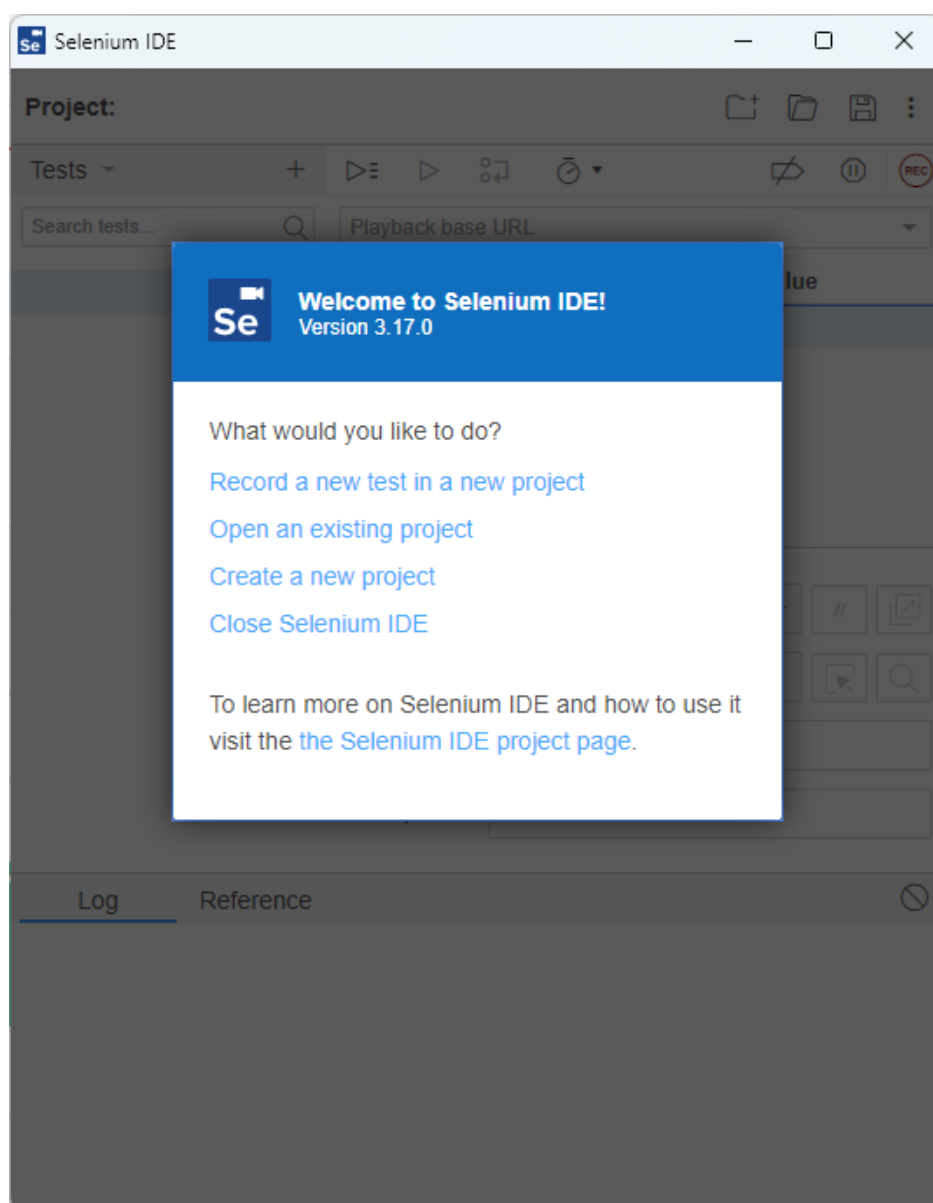 Se Selenium IDE
Project:
Tests
REC
Search tests...
Playback base URL
lue
Se
Welcome to Selenium IDE!
Version 3.17.0
What would you like to do?
Record a new test in a new project
Open an existing project
Create a new project
Close Selenium IDE
//
To learn more on Selenium IDE and how to use it
visit the the Selenium IDE project page.
Log Reference